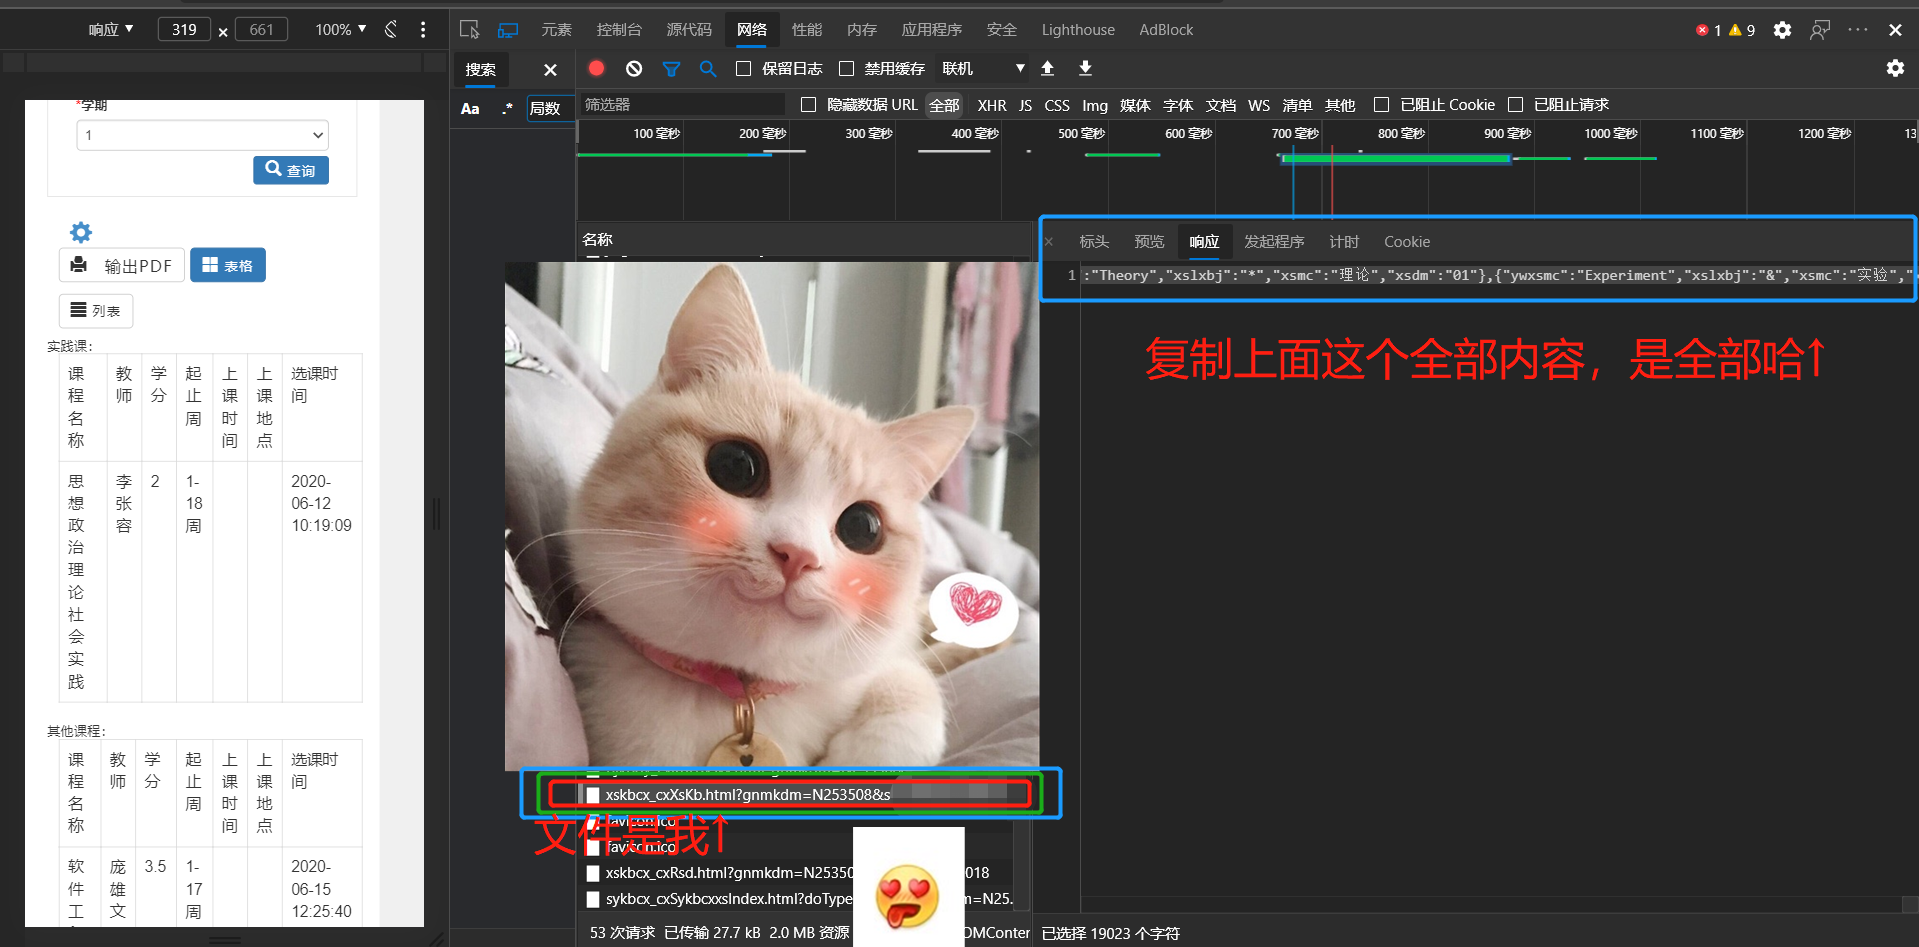 响应 ▼ 319 × 661 100% ▼
元素 控制台 源代码 网络 性能 内存 应用程序 安全 Lighthouse AdBlock
1 9
搜索
保留日志 禁用缓存 联机 ▼
Aa .* 局数
筛选器 隐藏数据 URL 全部 XHR JS CSS Img 媒体 字体 文档 WS 清单 其他 已阻止 Cookie 已阻止请求
100 毫秒 200 毫秒 300 毫秒 400 毫秒 500 毫秒 600 毫秒 700 毫秒 800 毫秒 900 毫秒 1000 毫秒 1100 毫秒 1200 毫秒 13
*学期
1
查询
输出PDF
表格
列表
实践课:
课程名称 教师 学分 起止周 上课时间 上课地点 选课时间
思想政治理论社会实践 李张容 2 1-18周 2020-06-12 10:19:09
其他课程:
课程名称 教师 学分 起止周 上课时间 上课地点 选课时间
软件工 庞雄文 3.5 1-17周 2020-06-15 12:25:40
名称
× 标头 预览 响应 发起程序 计时 Cookie
1 :"Theory","xslxbj":"*","xsmc":"理论","xsdm":"01"},{"ywxsmc":"Experiment","xslxbj":"&","xsmc":"实验","
复制上面这个全部内容，是全部哈↑
xskbcx_cxXsKb.html?gnmkdm=N253508&s
文件是我↑
favicon.ico
favicon.ico
xskbcx_cxRsd.html?gnmkdm=N25350
018
sykbcx_cxSykbcxxsIndex.html?doType
m=N25.
53 次请求 已传输 27.7 kB 2.0 MB 资源
DMConter
已选择 19023 个字符